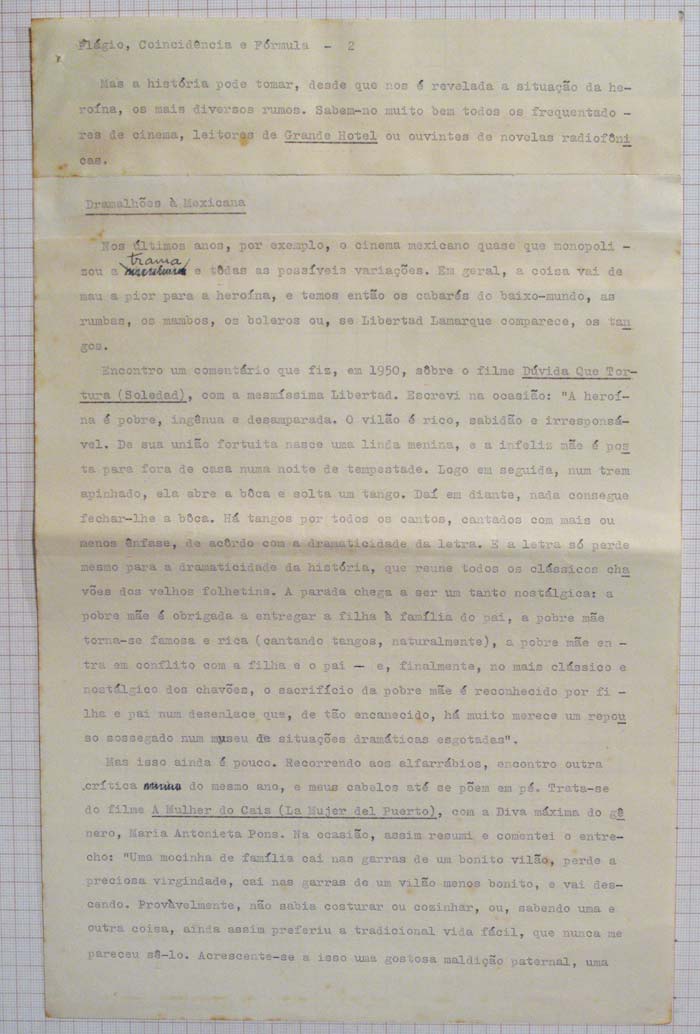 Plágio, Coincidência e Fórmula - 2
Mas a história pode tomar, desde que nos é revelada a situação da he-
roína, os mais diversos rumos. Sabem-no muito bem todos os frequentado -
res de cinema, leitores de Grande Hotel ou ouvintes de novelas radiofôni
cas.
Dramalhões à Mexicana
Nos últimos anos, por exemplo, o cinema mexicano quase que monopoli -
zou a trama e tôdas as possíveis variações. Em geral, a coisa vai de
mau a pior para a heroína, e temos então os cabarés do baixo-mundo, as
rumbas, os mambos, os boleros ou, se Libertad Lamarque comparece, os tan
gos.
Encontro um comentário que fiz, em 1950, sôbre o filme Dúvida Que Tor-
tura (Soledad), com a mesmíssima Libertad. Escrevi na ocasião: "A heroí-
na é pobre, ingênua e desamparada. O vilão é rico, sabidão e irresponsá-
vel. De sua união fortuita nasce uma linda menina, e a infeliz mãe é pos
ta para fora de casa numa noite de tempestade. Logo em seguida, num trem
apinhado, ela abre a bôca e solta um tango. Daí em diante, nada consegue
fechar-lhe a bôca. Há tangos por todos os cantos, cantados com mais ou
menos ênfase, de acôrdo com a dramaticidade da letra. E a letra só perde
mesmo para a dramaticidade da história, que reune todos os clássicos cha
vões dos velhos folhetins. A parada chega a ser um tanto nostálgica: a
pobre mãe é obrigada a entregar a filha à família do pai, a pobre mãe
torna-se famosa e rica (cantando tangos, naturalmente), a pobre mãe en -
tra em conflito com a filha e o pai — e, finalmente, no mais clássico e
nostálgico dos chavões, o sacrifício da pobre mãe é reconhecido por fi -
lha e pai num desenlace que, de tão encanecido, há muito merece um repou
so sossegado num museu de situações dramáticas esgotadas".
Mas isso ainda é pouco. Recorrendo aos alfarrábios, encontro outra
crítica do mesmo ano, e meus cabelos até se põem em pé. Trata-se
do filme A Mulher do Cais (La Mujer del Puerto), com a Diva máxima do gê
nero, Maria Antonieta Pons. Na ocasião, assim resumi e comentei o entre-
cho: "Uma mocinha de família cai nas garras de um bonito vilão, perde a
preciosa virgindade, cai nas garras de um vilão menos bonito, e vai des-
cendo. Provàvelmente, não sabia costurar ou cozinhar, ou, sabendo uma e
outra coisa, ainda assim preferiu a tradicional vida fácil, que nunca me
pareceu sê-lo. Acrescente-se a isso uma gostosa maldição paternal, uma